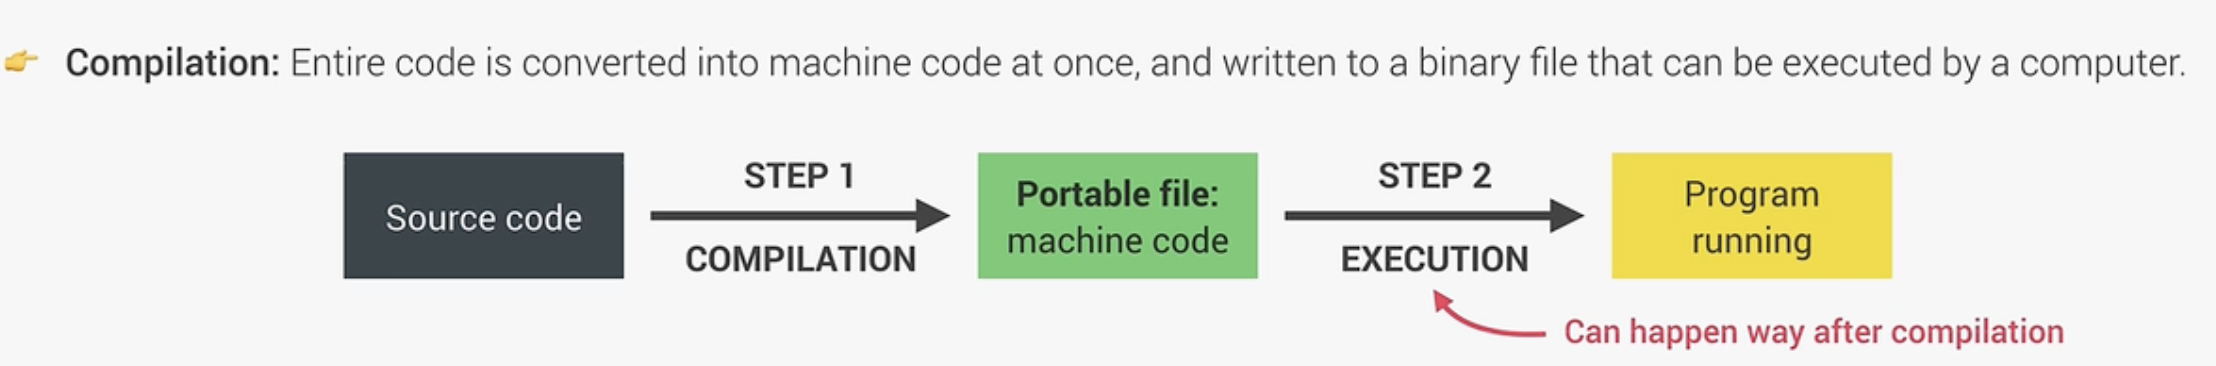 Compilation: Entire code is converted into machine code at once, and written to a binary file that can be executed by a computer.
Source code
STEP 1
COMPILATION
Portable file:
machine code
STEP 2
EXECUTION
Program
running
Can happen way after compilation